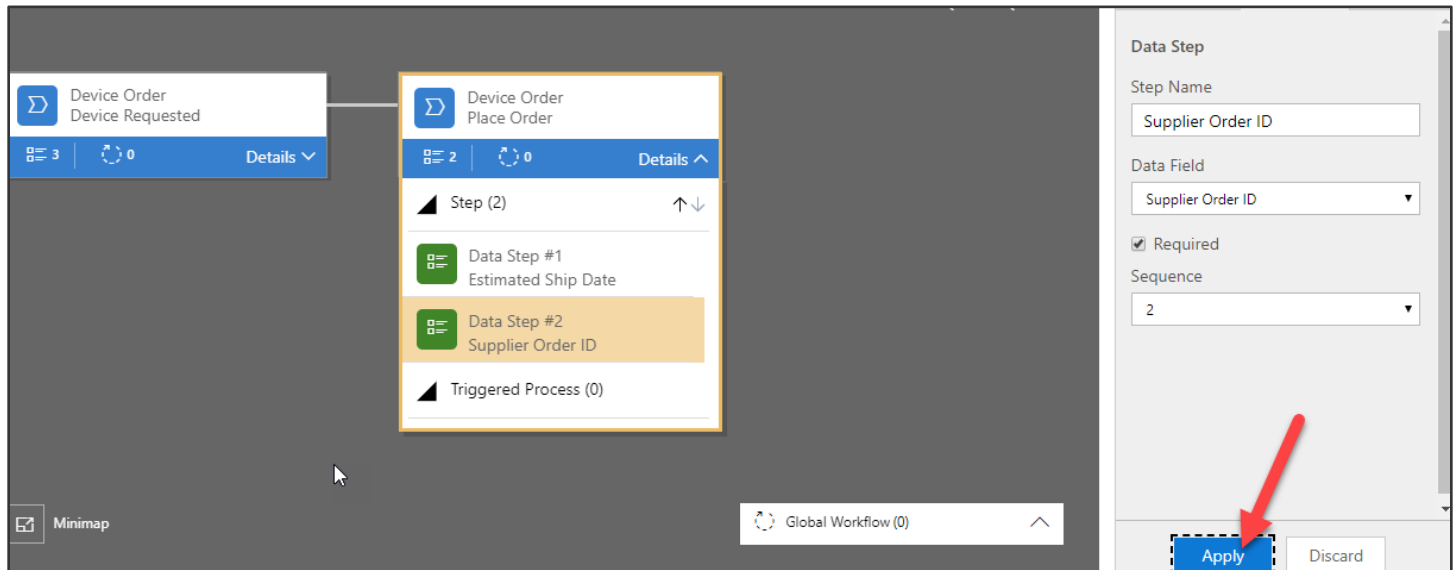 Device Order
Device Requested
3
0
Details
Device Order
Place Order
2
0
Details
Step (2)
Data Step #1
Estimated Ship Date
Data Step #2
Supplier Order ID
Triggered Process (0)
Minimap
Global Workflow (0)
Data Step
Step Name
Supplier Order ID
Data Field
Supplier Order ID
Required
Sequence
2
Apply
Discard